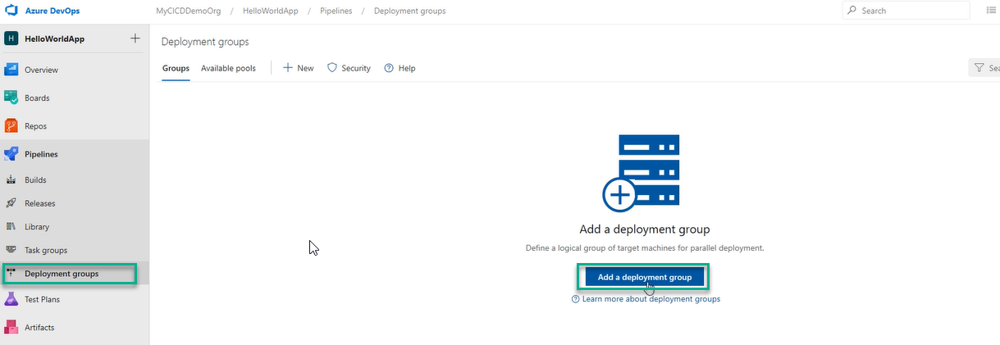 Azure DevOps
MyCICDDemoOrg / HelloWorldApp / Pipelines / Deployment groups
Search
H HelloWorldApp
Deployment groups
Groups Available pools New Security Help
Overview
Boards
Repos
Pipelines
Builds
Releases
Library
Task groups
Deployment groups
Test Plans
Artifacts
Add a deployment group
Define a logical group of target machines for parallel deployment.
Add a deployment group
Learn more about deployment groups